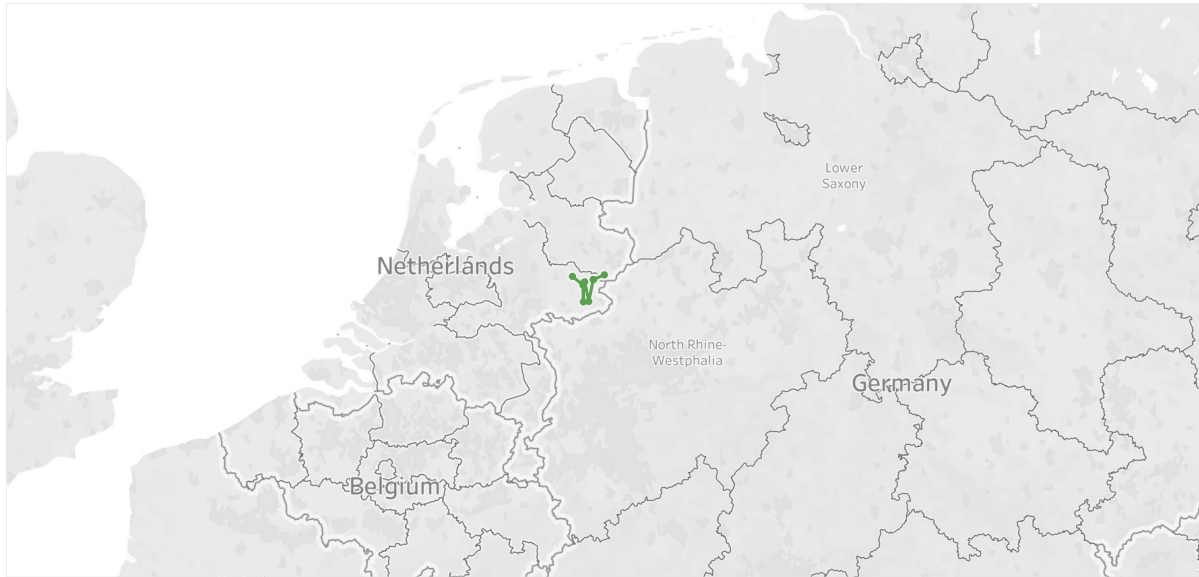 Lower
Saxony
Netherlands
North Rhine-
Westphalia
Germany
Belgium